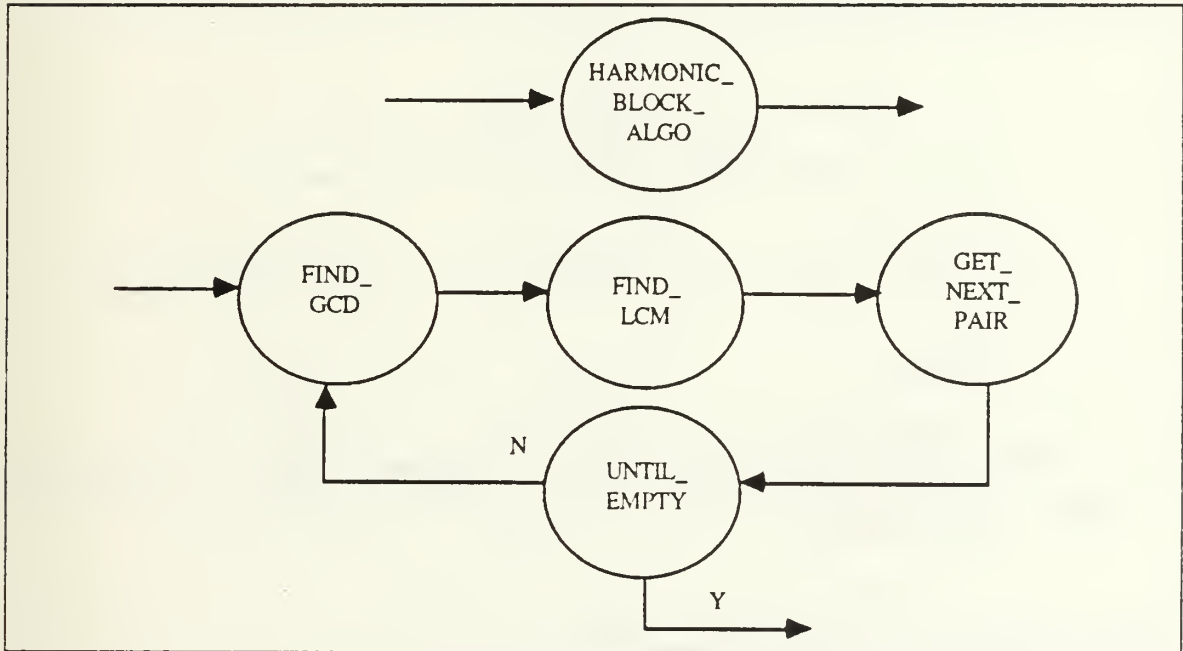 HARMONIC_
BLOCK_
ALGO
FIND_
GCD
FIND_
LCM
GET_
NEXT_
PAIR
N
UNTIL_
EMPTY
Y